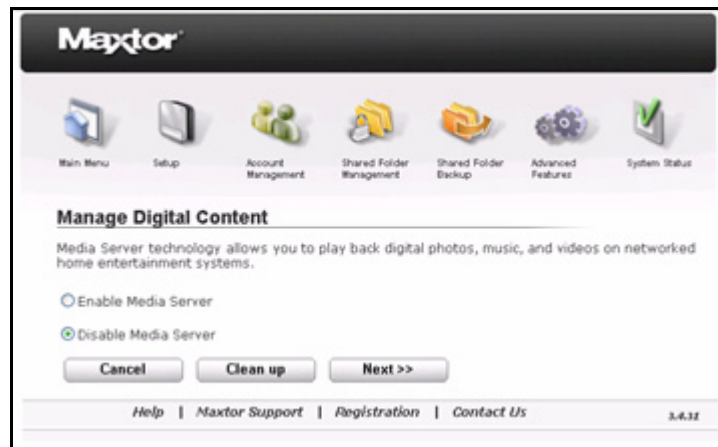 Maxtor
Main Menu
Setup
Account Management
Shared Folder Management
Shared Folder Backup
Advanced Features
System Status
Manage Digital Content
Media Server technology allows you to play back digital photos, music, and videos on networked
home entertainment systems.
Enable Media Server
Disable Media Server
Cancel Clean up Next >>
Help | Maxtor Support | Registration | Contact Us